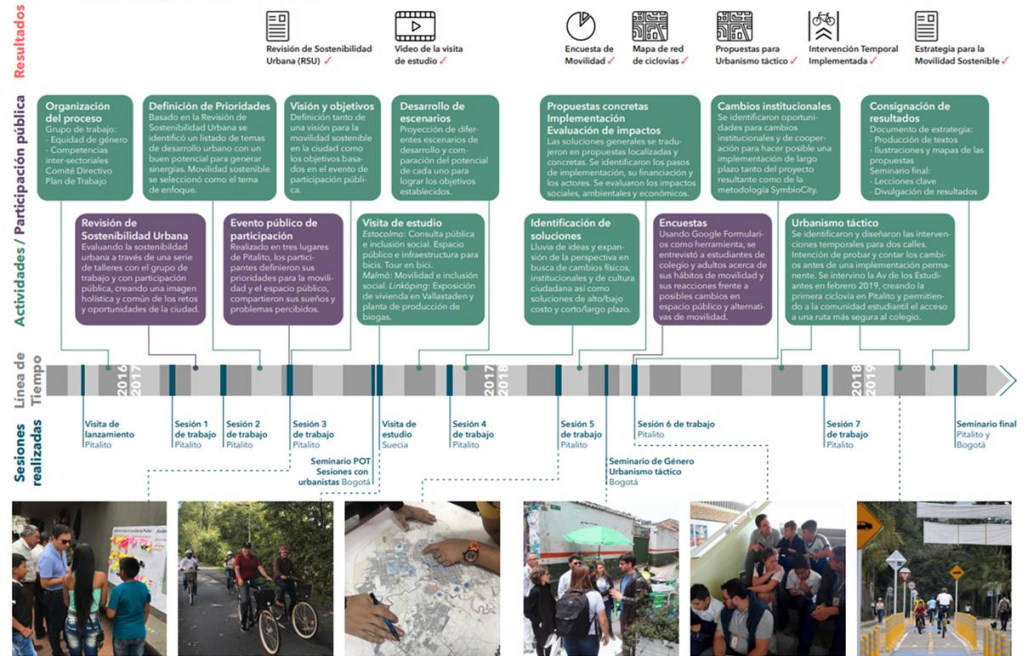 Resultados
Revisión de Sostenibilidad
Urbana (RSU) ✓
Video de la visita
de estudio ✓
Encuesta de
Movilidad ✓
Mapa de red
de ciclovias ✓
Propuestas para
Urbanismo táctico ✓
Intervención Temporal
Implementada ✓
Estrategia para la
Movilidad Sostenible ✓
Actividades / Participación pública
Organización
del proceso
Grupo de trabajo:
- Equidad de género
- Competencias
inter-sectoriales
Comité Directivo
Plan de Trabajo
Definición de Prioridades
Basado en la Revisión de
Sostenibilidad Urbana se
identificó un listado de temas
de desarrollo urbano con un
buen potencial para generar
sinergías. Movilidad sostenible
se seleccionó como el tema
de enfoque.
Visión y objetivos
Definición tanto de
una visión para la
movilidad sostenible
en la ciudad como
los objetivos basa-
dos en el evento de
participación públi-
ca.
Desarrollo de
escenarios
Proyección de difer-
entes escenarios de
desarrollo y com-
paración del potencial
de cada uno para
lograr los objetivos
establecidos.
Propuestas concretas
Implementación
Evaluación de impactos
Las soluciones generales se tradu-
jeron en propuestas localizadas y
concretas. Se identificaron los pasos
de implementación, su financiación y
los actores. Se evaluaron los impactos
sociales, ambientales y económicos.
Cambios institucionales
Se identificaron oportuni-
dades para cambios
institucionales y de cooper-
ación para hacer posible una
implementación de largo
plazo tanto del proyecto
resultante como de la
metodología SymbioCity.
Consignación de
resultados
Documento de estrategia:
- Producción de textos
- Ilustraciones y mapas de las
propuestas
Seminario final:
- Lecciones clave
- Divulgación de resultados
Revisión de
Sostenibilidad Urbana
Evaluando la sostenibildad
urbana a través de una serie
de talleres con el grupo de
trabajo y con participación
pública, creando una imagen
holística y común de los retos
y oportunidades de la ciudad.
Evento público de
participación
Realizado en tres lugares
de Pitalito, los partici-
pantes definieron sus
prioridades para la movili-
dad y el espacio público,
compartieron sus sueños y
problemas percibidos.
Visita de estudio
Estocolmo: Consulta pública
e inclusión social. Espacio
público e infraestructura para
bicis. Tour en bici.
Malmö: Movilidad e inclusión
social. Linköping: Exposición
de vivienda en Vallastaden y
planta de producción de
biogas.
Identificación de
soluciones
Lluvia de ideas y expan-
sión de la perspectiva en
busca de cambios físicos,
institucionales y de cultura
ciudadana así como
soluciones de alto/bajo
costo y corto/largo plazo.
Encuestas
Usando Google Formulari-
os como herramienta, se
entrevistó a estudiantes de
colegio y adultos acerca de
sus hábitos de movilidad y
sus reacciones frente a
posibles cambios en
espacio público y alternati-
vas de movilidad.
Urbanismo táctico
Se identificaron y diseñaron las interven-
ciones temporales para dos calles.
Intención de probar y contar los cambi-
os antes de una implementación perma-
nente. Se intervino la Av de los Estudi-
antes en febrero 2019, creando la
primera ciclovia en Pitalito y permitien-
do a la comunidad estudiantil el acceso
a una ruta más segura al colegio.
Línea de
Tiempo
2016
2017
2017
2018
2018
2019
Sesiones
realizadas
Visita de
lanzamiento
Pitalito
Sesión 1
de trabajo
Pitalito
Sesión 2
de trabajo
Pitalito
Sesión 3
de trabajo
Pitalito
Seminario POT
Sesiones con
urbanistas Bogotá
Visita de
estudio
Suecia
Sesión 4
de trabajo
Pitalito
Sesión 5
de trabajo
Pitalito
Seminario de Género
Urbanismo táctico
Bogotá
Sesión 6 de trabajo
Pitalito
Sesión 7
de trabajo
Pitalito
Seminario final
Pitalito y
Bogotá